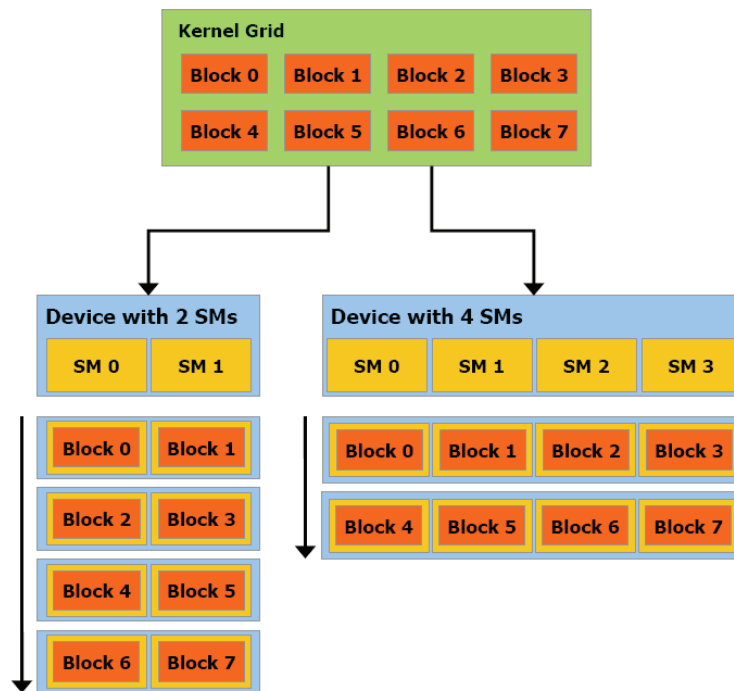 Kernel Grid
Block 0 Block 1 Block 2 Block 3
Block 4 Block 5 Block 6 Block 7
Device with 2 SMs
SM 0 SM 1
Block 0 Block 1
Block 2 Block 3
Block 4 Block 5
Block 6 Block 7
Device with 4 SMs
SM 0 SM 1 SM 2 SM 3
Block 0 Block 1 Block 2 Block 3
Block 4 Block 5 Block 6 Block 7